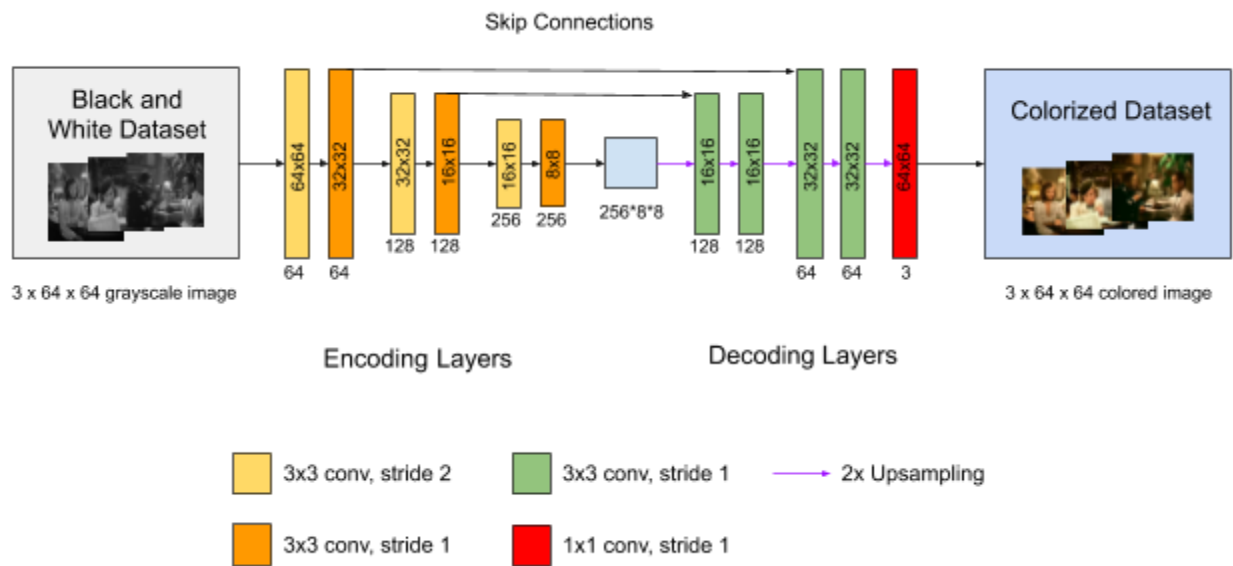 Skip Connections
Black and
White Dataset
3 x 64 x 64 grayscale image
64x64
64
32x32
64
32x32
128
16x16
128
16x16
256
8x8
256
256*8*8
16x16
128
16x16
128
32x32
64
32x32
64
64x64
3
Colorized Dataset
3 x 64 x 64 colored image
Encoding Layers
Decoding Layers
3x3 conv, stride 2
3x3 conv, stride 1
2x Upsampling
3x3 conv, stride 1
1x1 conv, stride 1